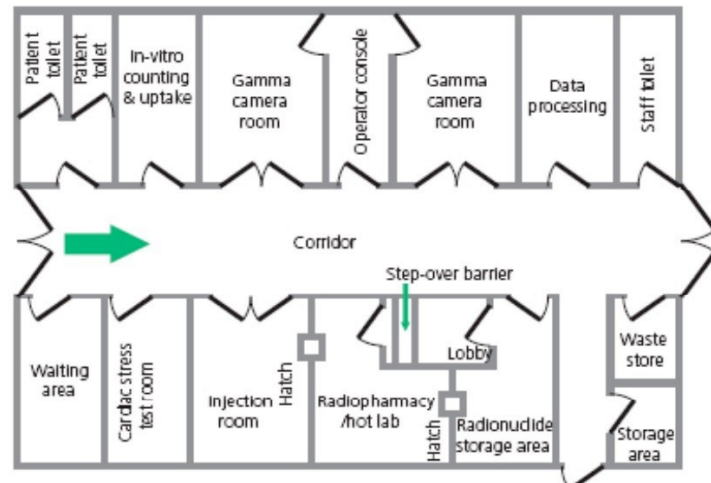 Patient
toilet
Patient
toilet
In-vitro
counting
& uptake
Gamma
camera
room
Operator console
Gamma
camera
room
Data
processing
Staff toilet
Corridor
Step-over barrier
Waiting
area
Cardiac stress
test room
Injection
room
Hatch
Radiopharmacy
/hot lab
Lobby
Hatch
Radionuclide
storage area
Waste
store
Storage
area